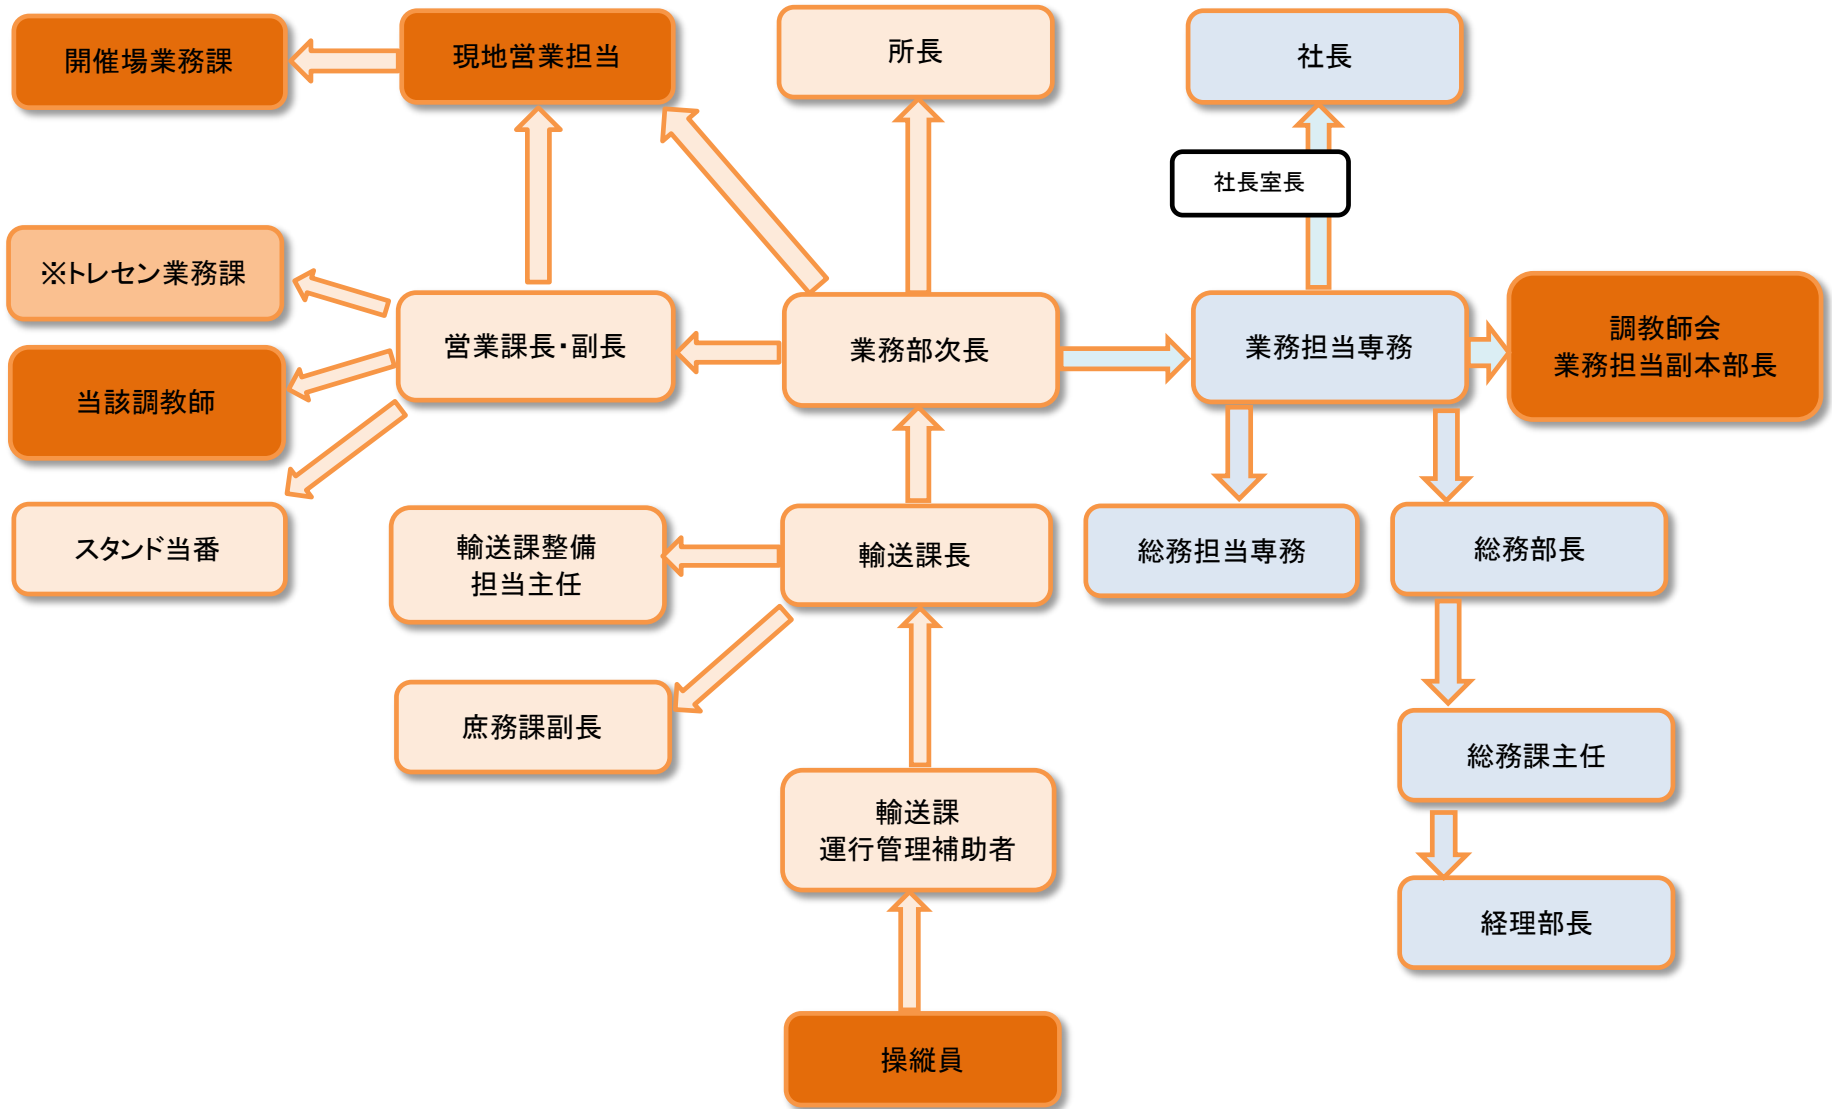 開催場業務課
現地営業担当
所長
社長
社長室長
※トレセン業務課
営業課長・副長
業務部次長
業務担当専務
調教師会
業務担当副本部長
当該調教師
スタンド当番
輸送課整備
担当主任
輸送課長
総務担当専務
総務部長
庶務課副長
総務課主任
輸送課
運行管理補助者
経理部長
操縦員